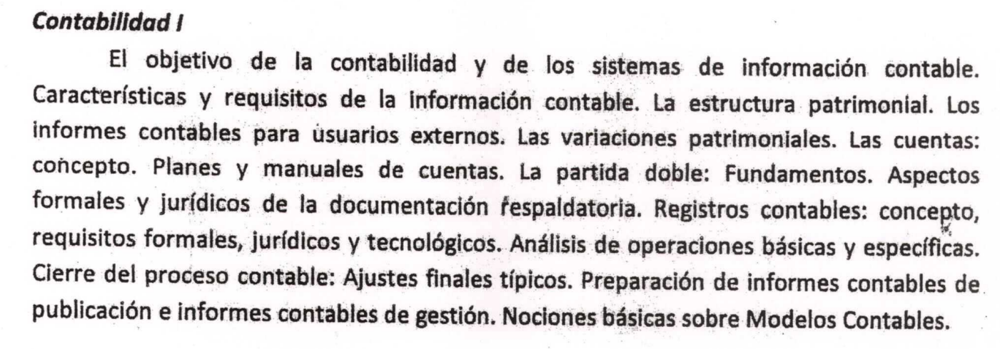 Contabilidad I
El objetivo de la contabilidad y de los sistemas de información contable.
Características y requisitos de la información contable. La estructura patrimonial. Los
informes contables para usuarios externos. Las variaciones patrimoniales. Las cuentas:
concepto. Planes y manuales de cuentas. La partida doble: Fundamentos. Aspectos
formales y jurídicos de la documentación respaldatoria. Registros contables: concepto,
requisitos formales, jurídicos y tecnológicos. Análisis de operaciones básicas y específicas.
Cierre del proceso contable: Ajustes finales típicos. Preparación de informes contables de
publicación e informes contables de gestión. Nociones básicas sobre Modelos Contables.